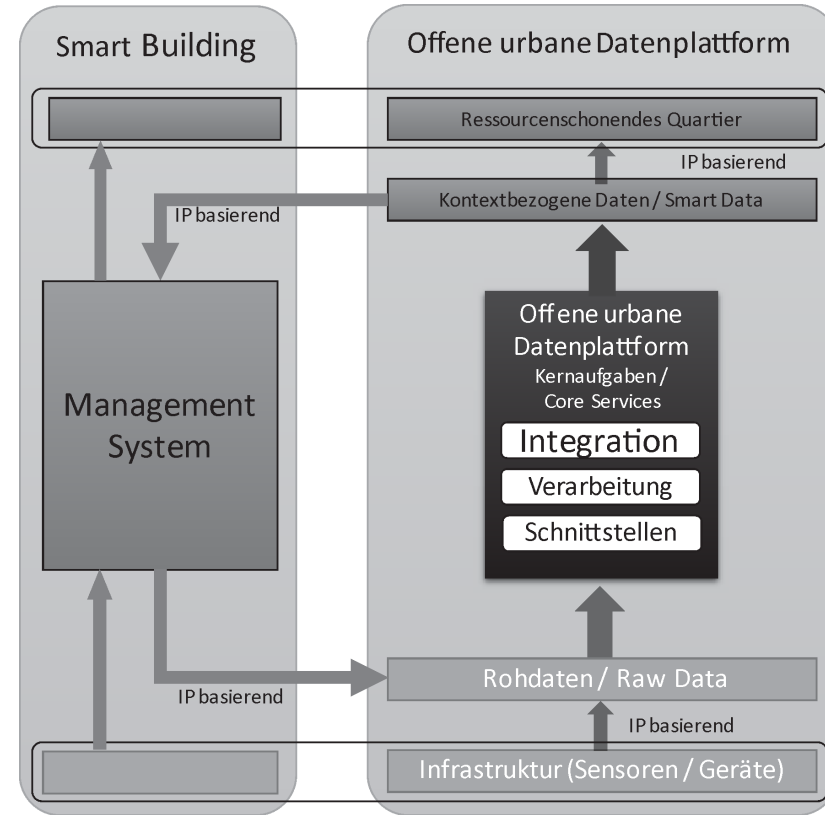 Smart Building
Offene urbane Datenplattform
Ressourcenschonendes Quartier
IP basierend
Kontextbezogene Daten / Smart Data
IP basierend
Offene urbane
Datenplattform
Kernaufgaben /
Core Services
Integration
Verarbeitung
Schnittstellen
Management
System
Rohdaten / Raw Data
IP basierend
IP basierend
Infrastruktur (Sensoren / Geräte)